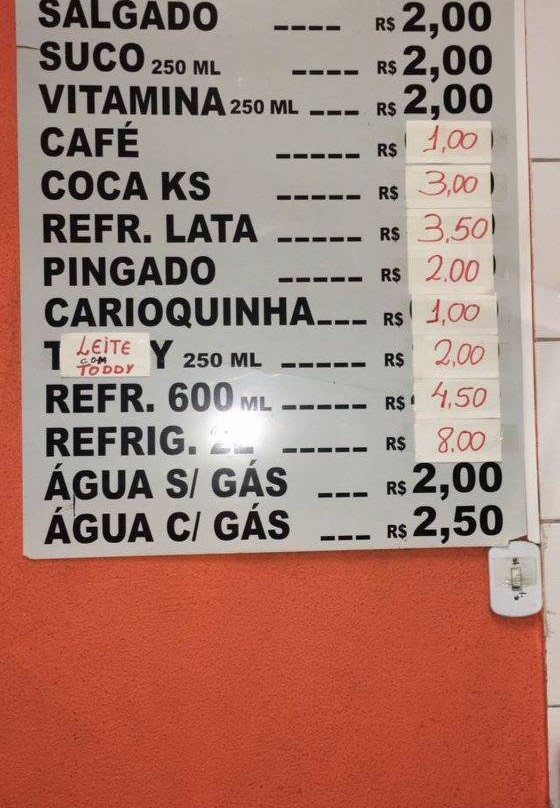 SALGADO ---- R$ 2,00
SUCO 250 ML ---- R$ 2,00
VITAMINA 250 ML --- R$ 2,00
CAFÉ ----- R$ 1,00
COCA KS ----- R$ 3,00
REFR. LATA ----- R$ 3,50
PINGADO ----- R$ 2.00
CARIOQUINHA--- R$ 1,00
T LEITE COM TODDY Y 250 ML ----- R$ 2,00
REFR. 600 ML ----- R$ 4,50
REFRIG. 2L ----- R$ 8.00
ÁGUA S/ GÁS --- R$ 2,00
ÁGUA C/ GÁS --- R$ 2,50